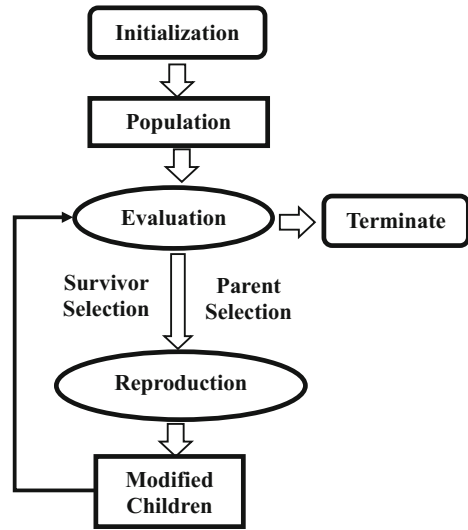 Initialization
Population
Evaluation
Terminate
Survivor
Selection
Parent
Selection
Reproduction
Modified
Children